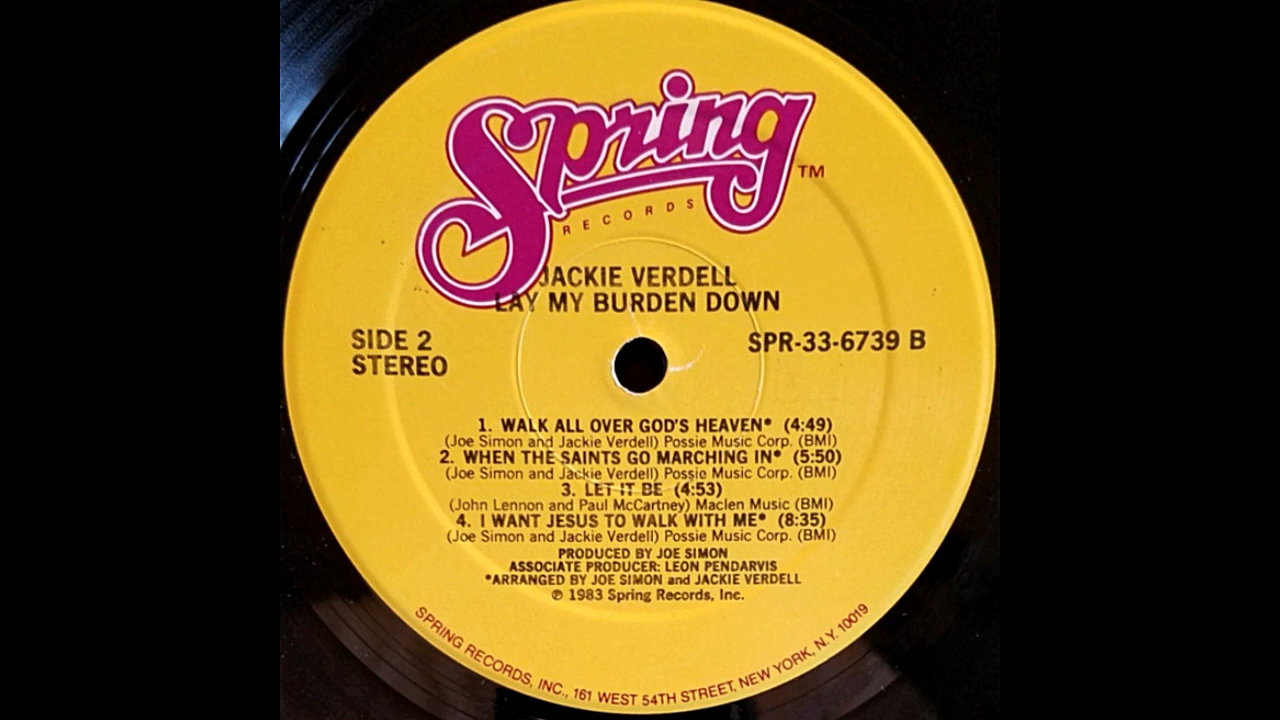 Spring TM
RECORDS
JACKIE VERDELL
LAY MY BURDEN DOWN
SIDE 2
STEREO
SPR-33-6739 B
1. WALK ALL OVER GOD'S HEAVEN* (4:49)
(Joe Simon and Jackie Verdell) Possie Music Corp. (BMI)
2. WHEN THE SAINTS GO MARCHING IN* (5:50)
(Joe Simon and Jackie Verdell) Possie Music Corp. (BMI)
3. LET IT BE (4:53)
(John Lennon and Paul McCartney) Maclen Music (BMI)
4. I WANT JESUS TO WALK WITH ME* (8:35)
(Joe Simon and Jackie Verdell) Possie Music Corp. (BMI)
PRODUCED BY JOE SIMON
ASSOCIATE PRODUCER: LEON PENDARVIS
*ARRANGED BY JOE SIMON and JACKIE VERDELL
℗ 1983 Spring Records, Inc.
SPRING RECORDS, INC., 161 WEST 54TH STREET, NEW YORK, N.Y. 10019